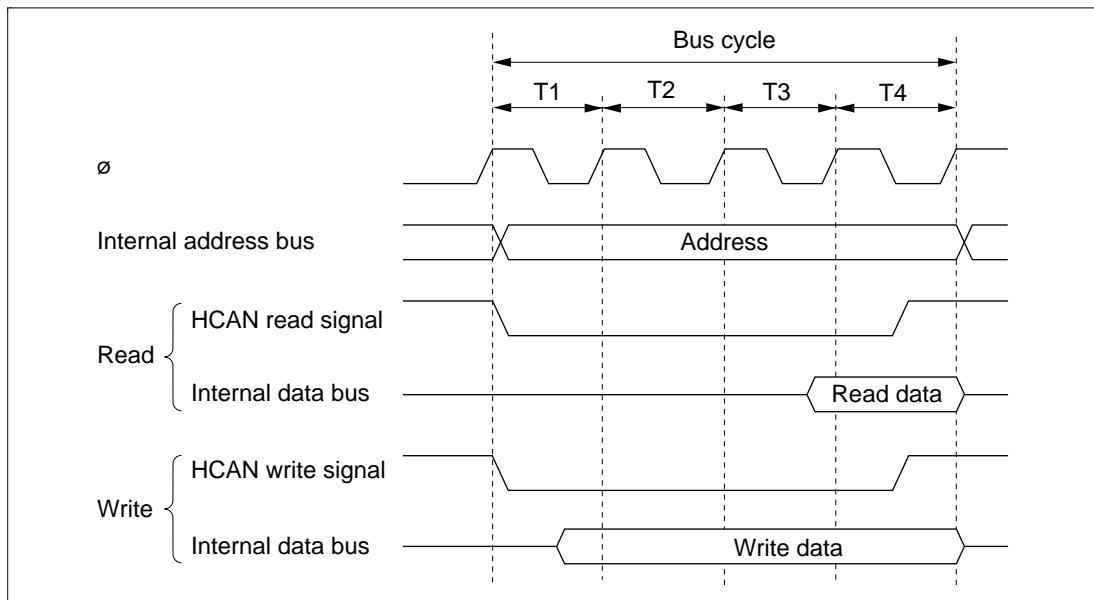 Bus cycle
T1 T2 T3 T4
ø
Internal address bus Address
HCAN read signal
Read
Internal data bus Read data
HCAN write signal
Write
Internal data bus Write data